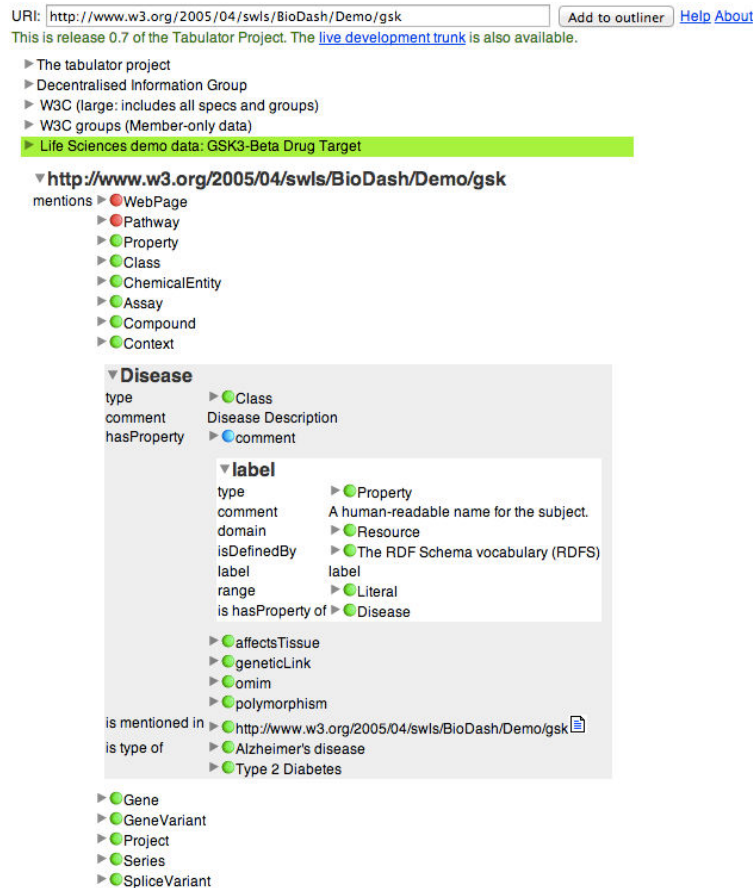 URI: http://www.w3.org/2005/04/swls/BioDash/Demo/gsk Add to outliner Help About
This is release 0.7 of the Tabulator Project. The live development trunk is also available.
The tabulator project
Decentralised Information Group
W3C (large: includes all specs and groups)
W3C groups (Member-only data)
Life Sciences demo data: GSK3-Beta Drug Target
http://www.w3.org/2005/04/swls/BioDash/Demo/gsk
mentions WebPage
Pathway
Property
Class
ChemicalEntity
Assay
Compound
Context
Disease
type Class
comment Disease Description
hasProperty comment
label
type Property
comment A human-readable name for the subject.
domain Resource
isDefinedBy The RDF Schema vocabulary (RDFS)
label label
range Literal
is hasProperty of Disease
affectsTissue
geneticLink
omim
polymorphism
is mentioned in http://www.w3.org/2005/04/swls/BioDash/Demo/gsk
is type of Alzheimer's disease
Type 2 Diabetes
Gene
GeneVariant
Project
Series
SpliceVariant